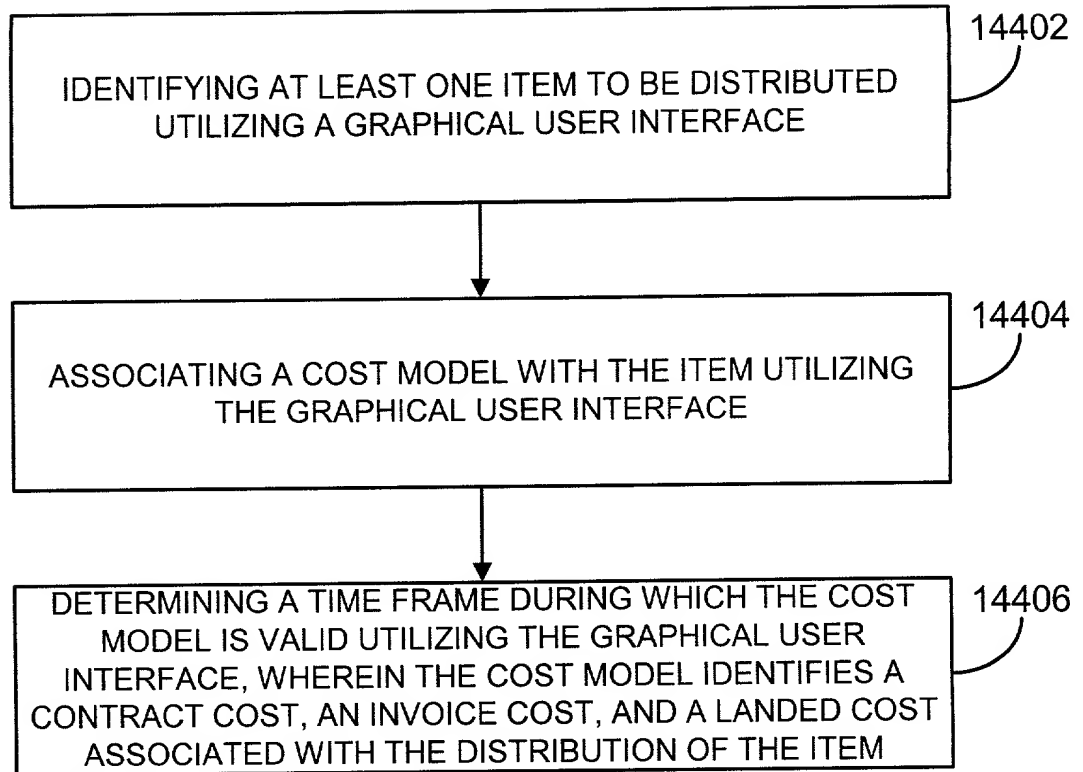 14402
IDENTIFYING AT LEAST ONE ITEM TO BE DISTRIBUTED
UTILIZING A GRAPHICAL USER INTERFACE
14404
ASSOCIATING A COST MODEL WITH THE ITEM UTILIZING
THE GRAPHICAL USER INTERFACE
14406
DETERMINING A TIME FRAME DURING WHICH THE COST
MODEL IS VALID UTILIZING THE GRAPHICAL USER
INTERFACE, WHEREIN THE COST MODEL IDENTIFIES A
CONTRACT COST, AN INVOICE COST, AND A LANDED COST
ASSOCIATED WITH THE DISTRIBUTION OF THE ITEM